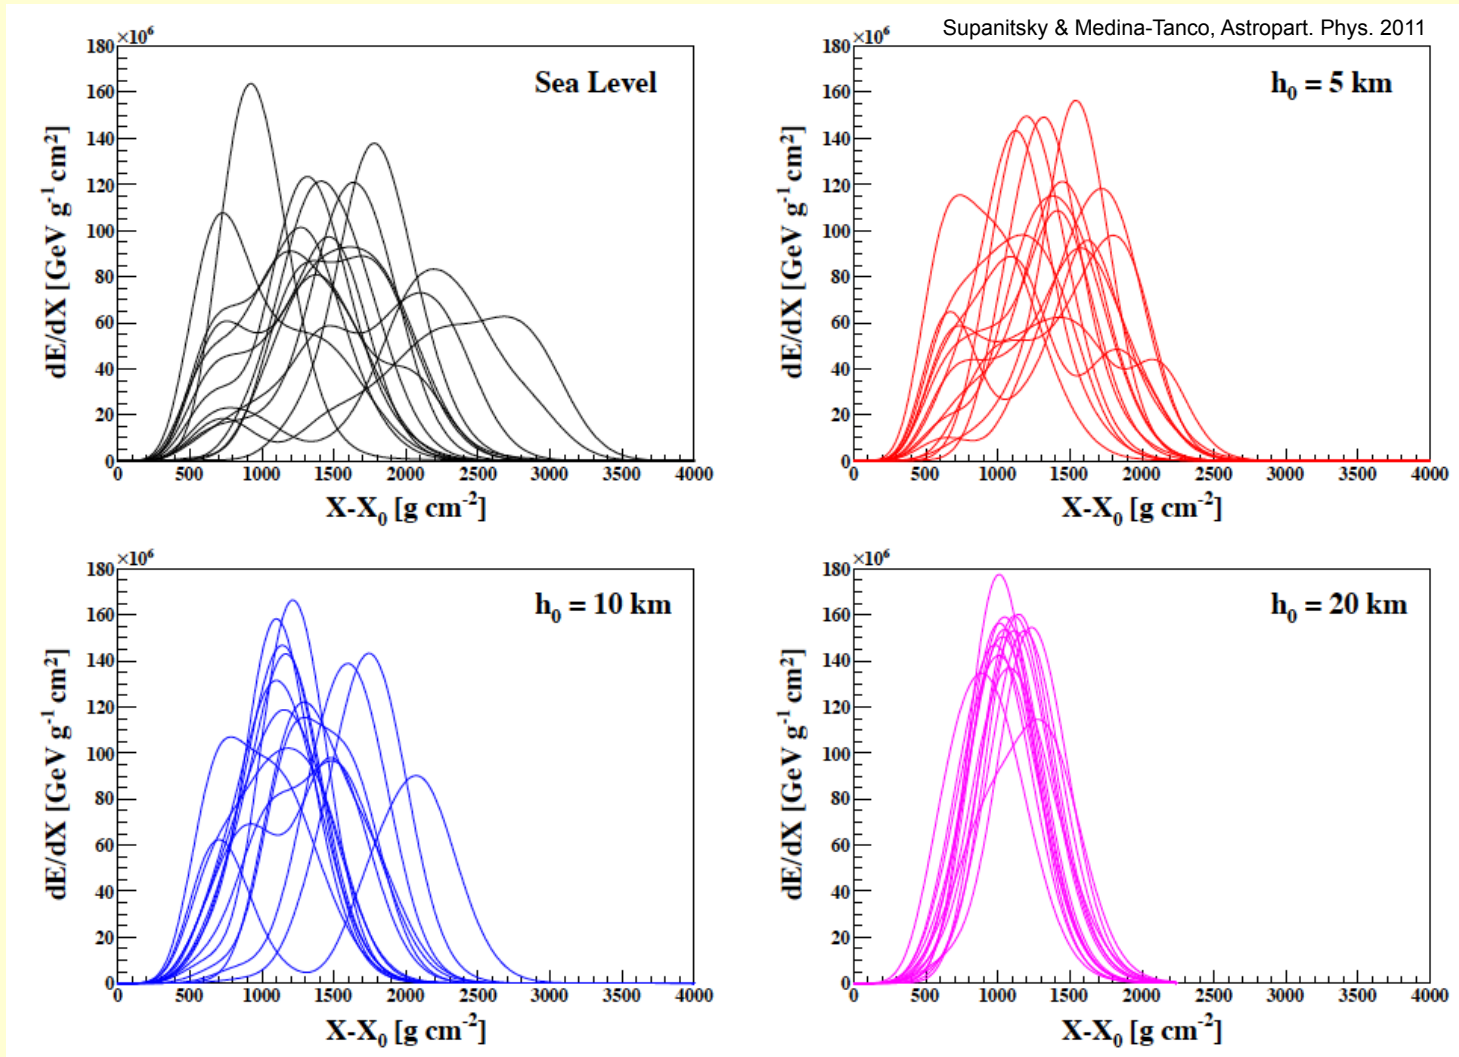 Supanitsky & Medina-Tanco, Astropart. Phys. 2011
×10⁶
180
160
140
120
100
80
60
40
20
0
dE/dX [GeV g⁻¹ cm²]
Sea Level
0 500 1000 1500 2000 2500 3000 3500 4000
X-X₀ [g cm⁻²]
×10⁶
180
160
140
120
100
80
60
40
20
0
dE/dX [GeV g⁻¹ cm²]
h₀ = 5 km
0 500 1000 1500 2000 2500 3000 3500 4000
X-X₀ [g cm⁻²]
×10⁶
180
160
140
120
100
80
60
40
20
0
dE/dX [GeV g⁻¹ cm²]
h₀ = 10 km
0 500 1000 1500 2000 2500 3000 3500 4000
X-X₀ [g cm⁻²]
×10⁶
180
160
140
120
100
80
60
40
20
0
dE/dX [GeV g⁻¹ cm²]
h₀ = 20 km
0 500 1000 1500 2000 2500 3000 3500 4000
X-X₀ [g cm⁻²]